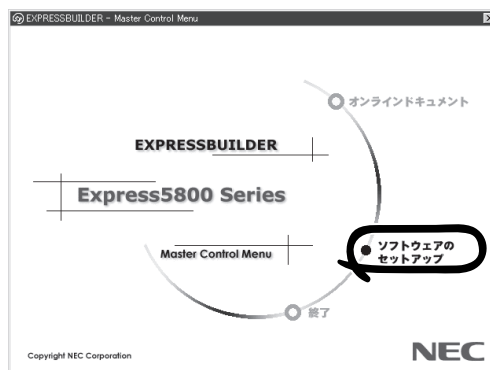 EXPRESSBUILDER - Master Control Menu
オンラインドキュメント
EXPRESSBUILDER
Express5800 Series
ソフトウェアの
セットアップ
Master Control Menu
終了
Copyright NEC Corporation
NEC